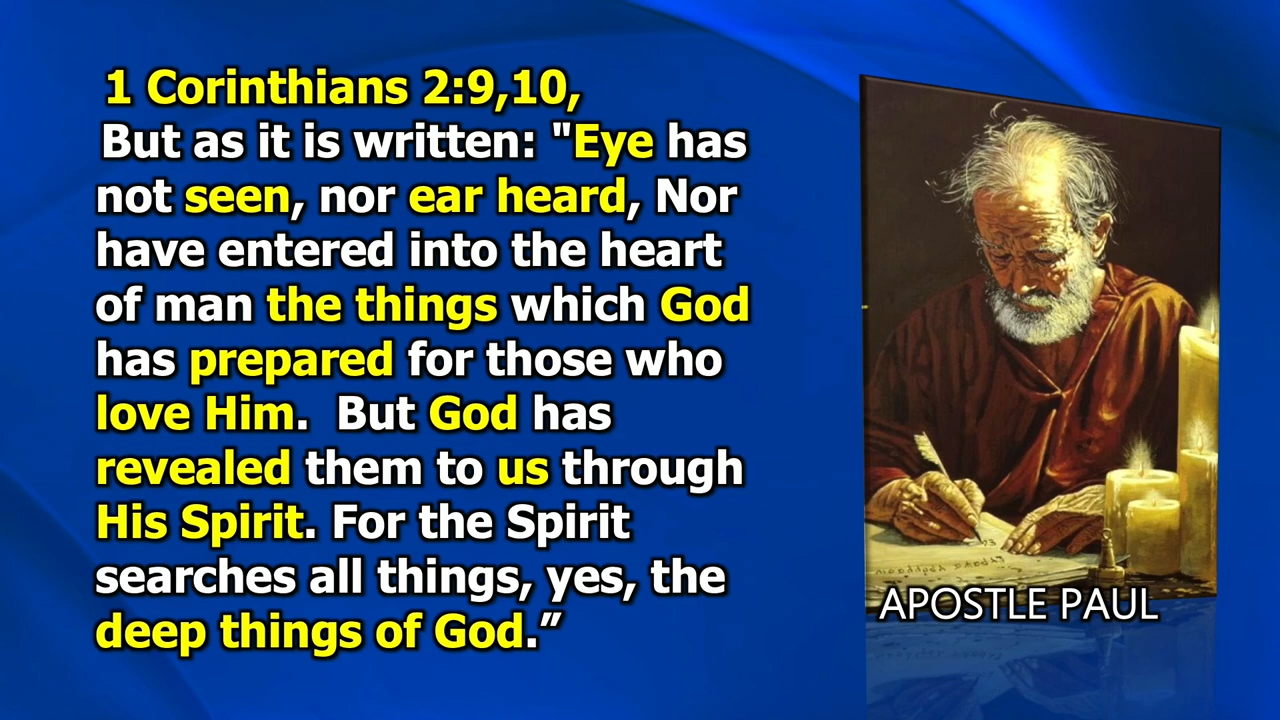 1 Corinthians 2:9,10,
But as it is written: "Eye has
not seen, nor ear heard, Nor
have entered into the heart
of man the things which God
has prepared for those who
love Him.  But God has
revealed them to us through
His Spirit. For the Spirit
searches all things, yes, the
deep things of God.”
APOSTLE PAUL